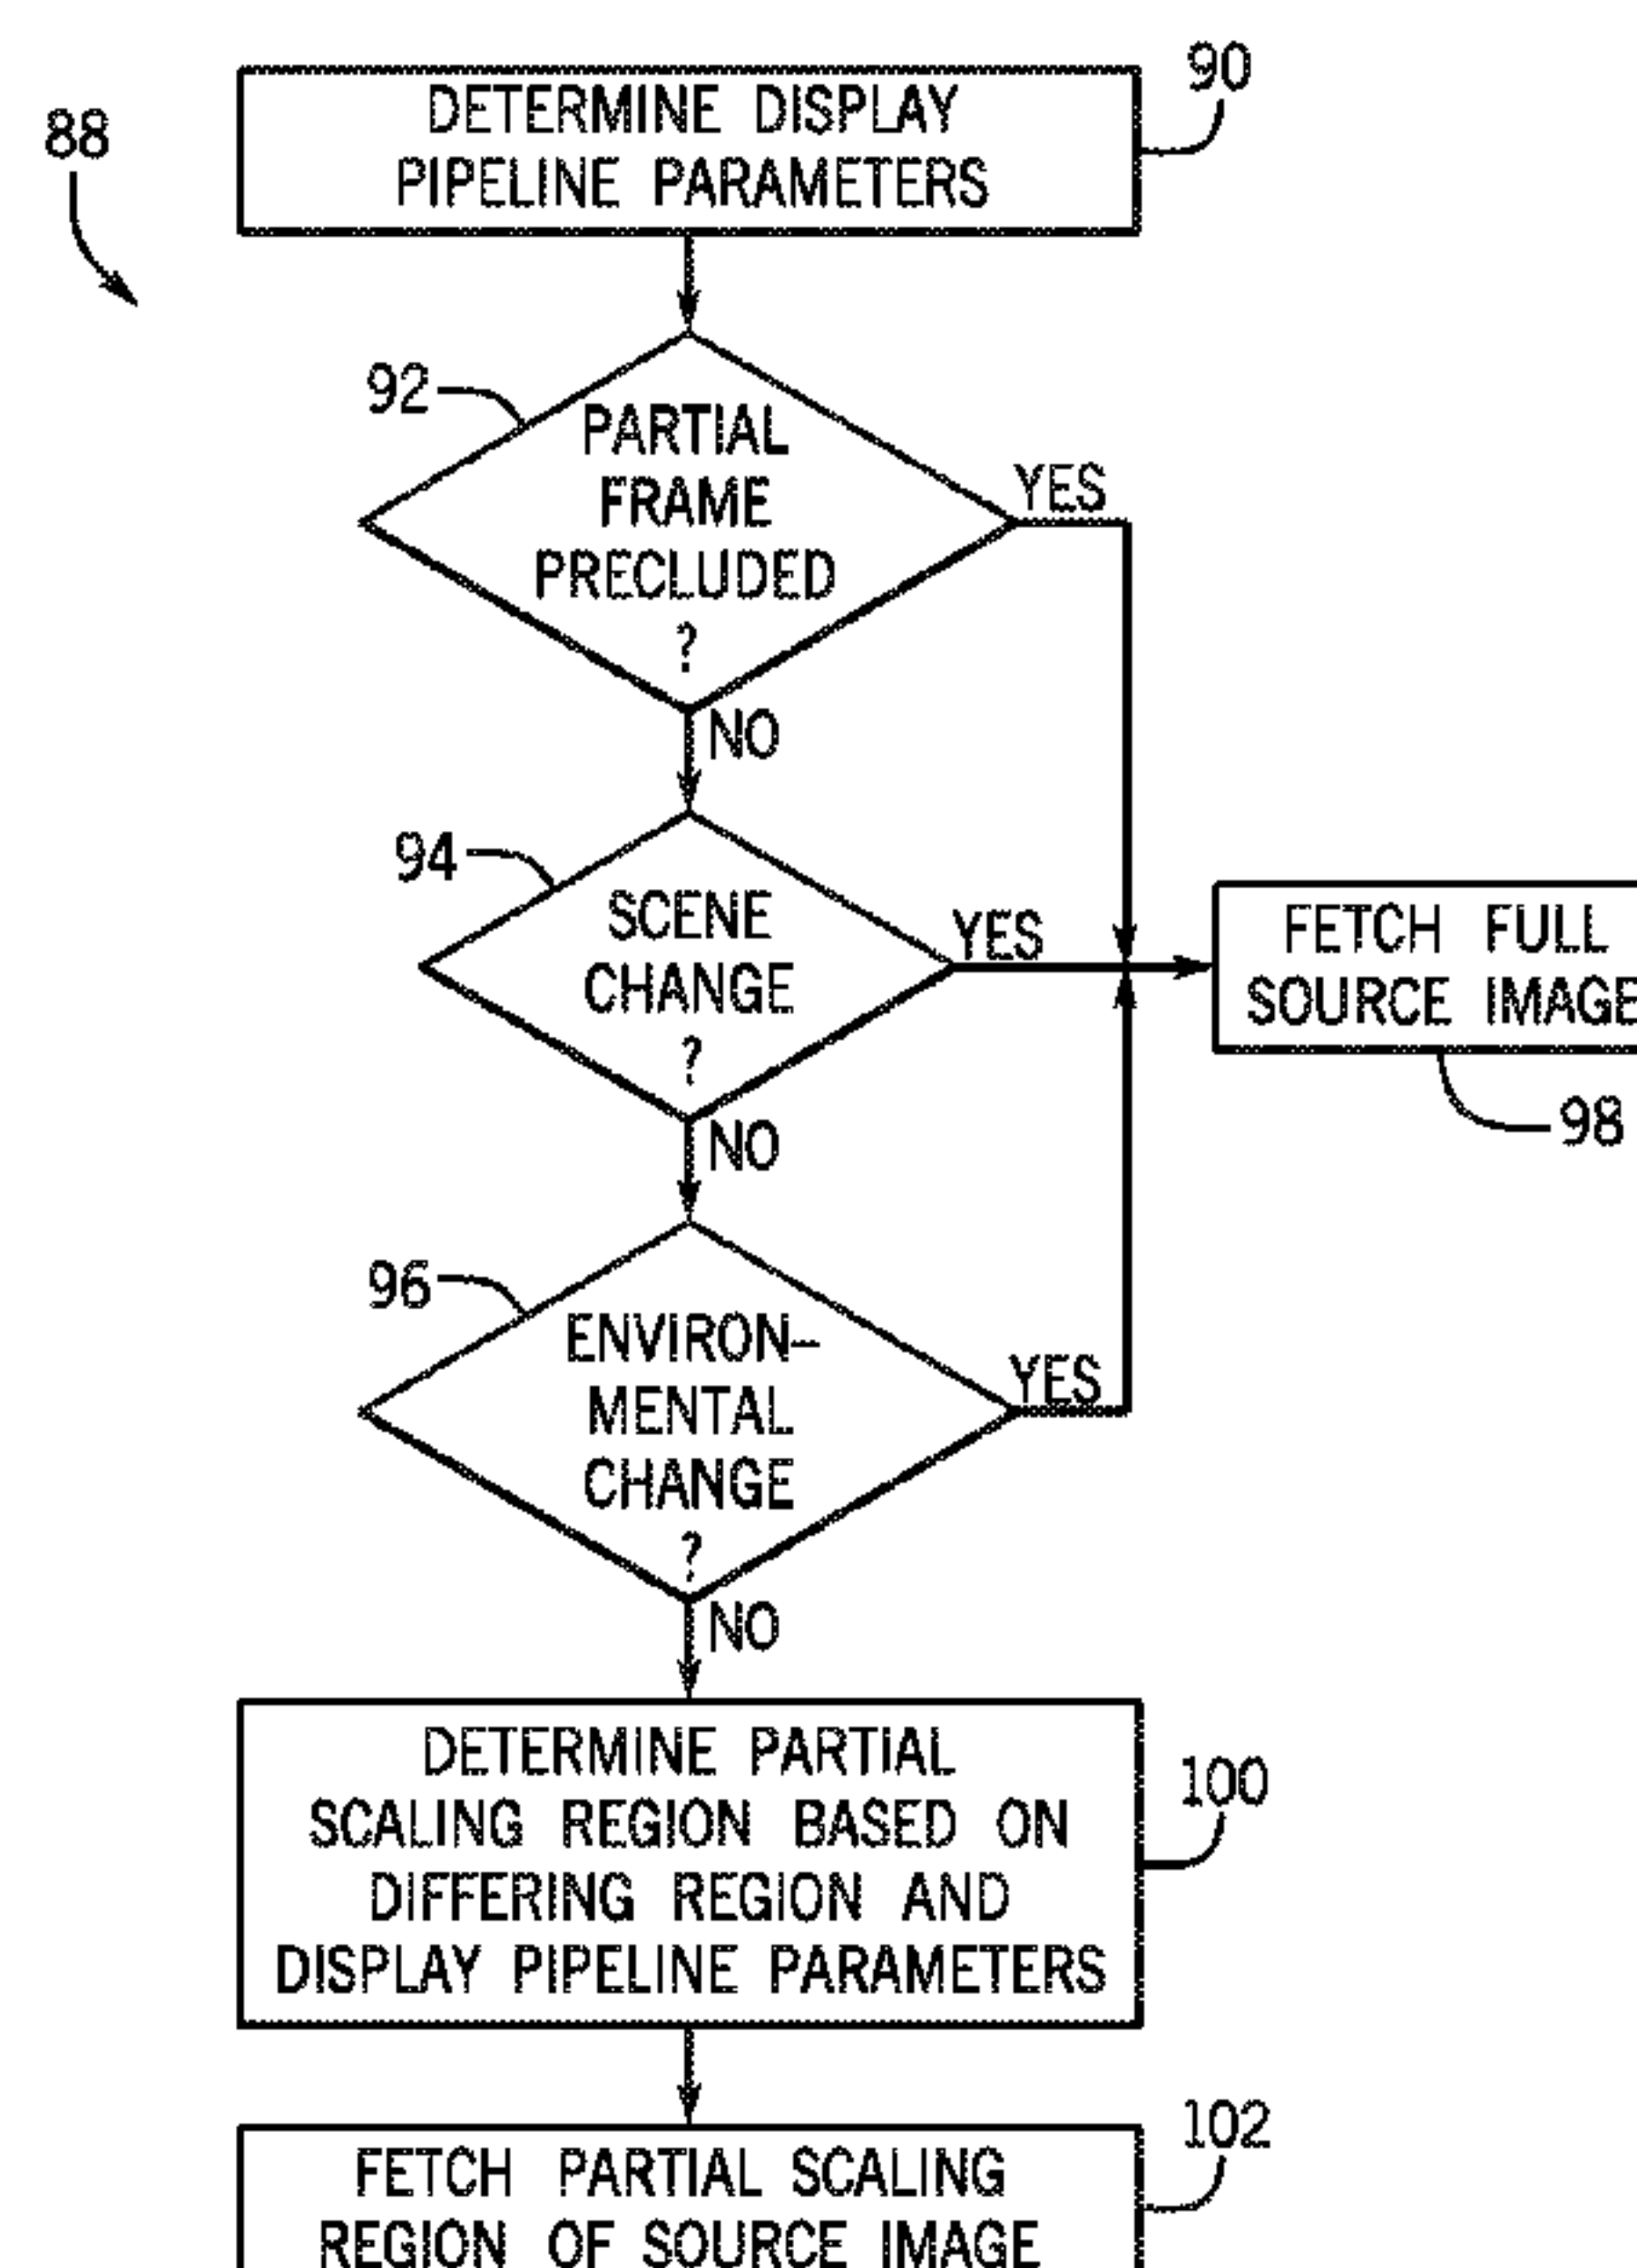 88
DETERMINE DISPLAY
PIPELINE PARAMETERS
90
92
PARTIAL
FRAME
PRECLUDED
?
YES
NO
94
SCENE
CHANGE
?
YES
NO
FETCH FULL
SOURCE IMAGE
98
96
ENVIRON-
MENTAL
CHANGE
?
YES
NO
DETERMINE PARTIAL
SCALING REGION BASED ON
DIFFERING REGION AND
DISPLAY PIPELINE PARAMETERS
100
FETCH PARTIAL SCALING
REGION OF SOURCE IMAGE
102